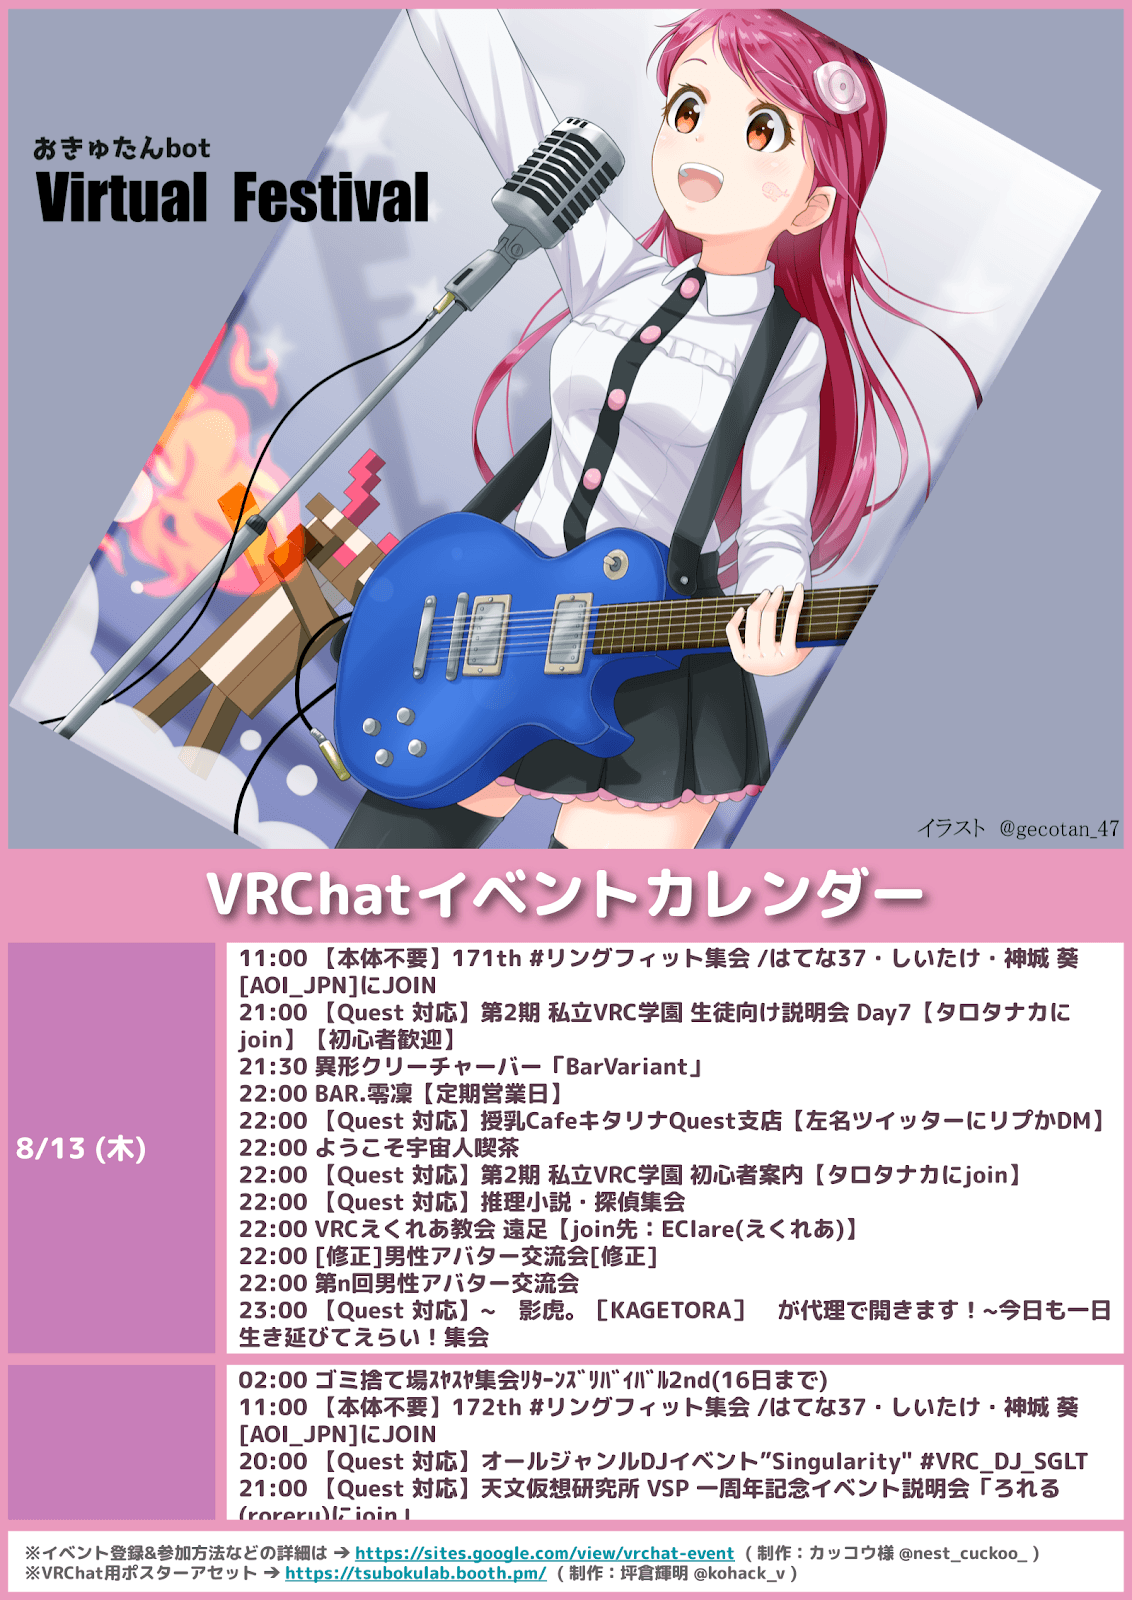 おきゅたんbot
Virtual Festival
イラスト @gecotan_47
VRChatイベントカレンダー
8/13 (木)
11:00 【本体不要】171th #リングフィット集会 /はてな37・しいたけ・神城 葵
[AOI_JPN]にJOIN
21:00 【Quest 対応】第2期 私立VRC学園 生徒向け説明会 Day7【タロタナカに
join】【初心者歓迎】
21:30 異形クリーチャーバー「BarVariant」
22:00 BAR.零凜【定期営業日】
22:00 【Quest 対応】授乳CafeキタリナQuest支店【左名ツイッターにリプかDM】
22:00 ようこそ宇宙人喫茶
22:00 【Quest 対応】第2期 私立VRC学園 初心者案内【タロタナカにjoin】
22:00 【Quest 対応】推理小説・探偵集会
22:00 VRCえくれあ教会 遠足【join先：EClare(えくれあ)】
22:00 [修正]男性アバター交流会[修正]
22:00 第n回男性アバター交流会
23:00 【Quest 対応】~　影虎。［KAGETORA］　が代理で開きます！~今日も一日
生き延びてえらい！集会
02:00 ゴミ捨て場ｽﾔｽﾔ集会ﾘﾀｰﾝｽﾞﾘﾊﾞｲﾊﾞﾙ2nd(16日まで)
11:00 【本体不要】172th #リングフィット集会 /はてな37・しいたけ・神城 葵
[AOI_JPN]にJOIN
20:00 【Quest 対応】オールジャンルDJイベント”Singularity" #VRC_DJ_SGLT
21:00 【Quest 対応】天文仮想研究所 VSP 一周年記念イベント説明会「ろれる
(roreru)にjoin」
※イベント登録&参加方法などの詳細は ➔ https://sites.google.com/view/vrchat-event （制作：カッコウ様 @nest_cuckoo_）
※VRChat用ポスターアセット ➔ https://tsubokulab.booth.pm/ （制作：坪倉輝明 @kohack_v）